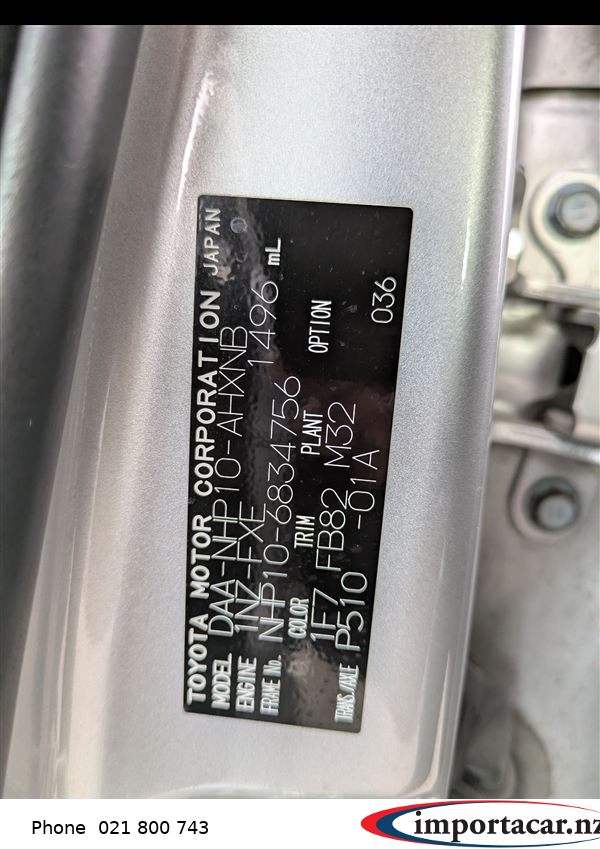 TOYOTA MOTOR CORPORATION JAPAN
MODEL DAA-NHP10-AHXNB
ENGINE 1NZ-FXE 1496 mL
FRAME No. NHP10-6834756
COLOR TRIM PLANT OPTION
1F7 FB82 M32
TRANS./AXLE P510 -01A 036
Phone 021 800 743
importacar.nz